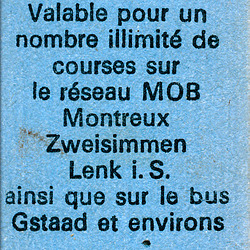 Valable pour un
nombre illimité de
courses sur
le réseau MOB
Montreux
Zweisimmen
Lenk i. S.
ainsi que sur le bus
Gstaad et environs